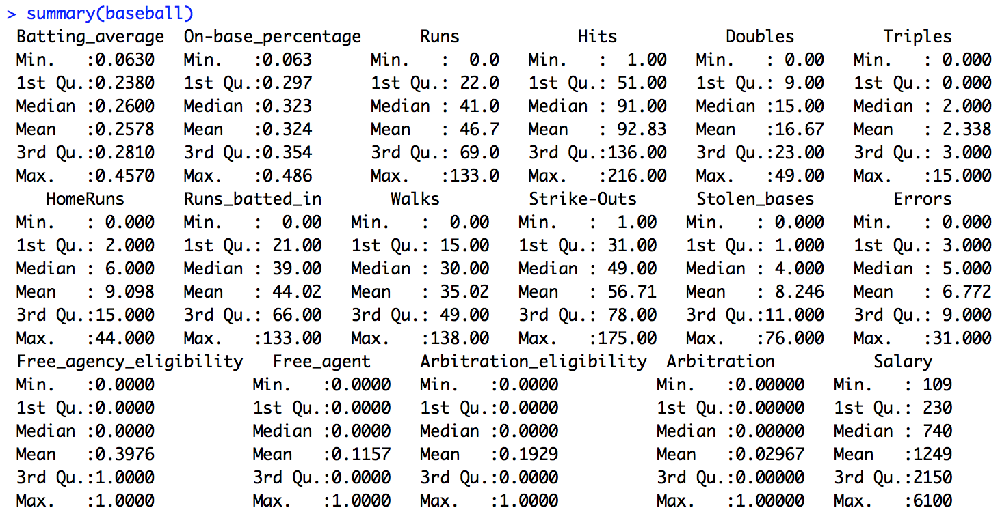 > summary(baseball)
Batting_average  On-base_percentage      Runs            Hits           Doubles         Triples
Min.   :0.0630   Min.   :0.063      Min.   :  0.0   Min.   :  1.00   Min.   : 0.00   Min.   : 0.000
1st Qu.:0.2380   1st Qu.:0.297      1st Qu.: 22.0   1st Qu.: 51.00   1st Qu.: 9.00   1st Qu.: 0.000
Median :0.2600   Median :0.323      Median : 41.0   Median : 91.00   Median :15.00   Median : 2.000
Mean   :0.2578   Mean   :0.324      Mean   : 46.7   Mean   : 92.83   Mean   :16.67   Mean   : 2.338
3rd Qu.:0.2810   3rd Qu.:0.354      3rd Qu.: 69.0   3rd Qu.:136.00   3rd Qu.:23.00   3rd Qu.: 3.000
Max.   :0.4570   Max.   :0.486      Max.   :133.0   Max.   :216.00   Max.   :49.00   Max.   :15.000
HomeRuns      Runs_batted_in       Walks         Strike-Outs      Stolen_bases        Errors
Min.   : 0.000   Min.   :  0.00   Min.   :  0.00   Min.   :  1.00   Min.   : 0.000   Min.   : 0.000
1st Qu.: 2.000   1st Qu.: 21.00   1st Qu.: 15.00   1st Qu.: 31.00   1st Qu.: 1.000   1st Qu.: 3.000
Median : 6.000   Median : 39.00   Median : 30.00   Median : 49.00   Median : 4.000   Median : 5.000
Mean   : 9.098   Mean   : 44.02   Mean   : 35.02   Mean   : 56.71   Mean   : 8.246   Mean   : 6.772
3rd Qu.:15.000   3rd Qu.: 66.00   3rd Qu.: 49.00   3rd Qu.: 78.00   3rd Qu.:11.000   3rd Qu.: 9.000
Max.   :44.000   Max.   :133.00   Max.   :138.00   Max.   :175.00   Max.   :76.000   Max.   :31.000
Free_agency_eligibility   Free_agent     Arbitration_eligibility  Arbitration          Salary
Min.   :0.0000          Min.   :0.0000   Min.   :0.0000          Min.   :0.00000   Min.   : 109
1st Qu.:0.0000          1st Qu.:0.0000   1st Qu.:0.0000          1st Qu.:0.00000   1st Qu.: 230
Median :0.0000          Median :0.0000   Median :0.0000          Median :0.00000   Median : 740
Mean   :0.3976          Mean   :0.1157   Mean   :0.1929          Mean   :0.02967   Mean   :1249
3rd Qu.:1.0000          3rd Qu.:0.0000   3rd Qu.:0.0000          3rd Qu.:0.00000   3rd Qu.:2150
Max.   :1.0000          Max.   :1.0000   Max.   :1.0000          Max.   :1.00000   Max.   :6100